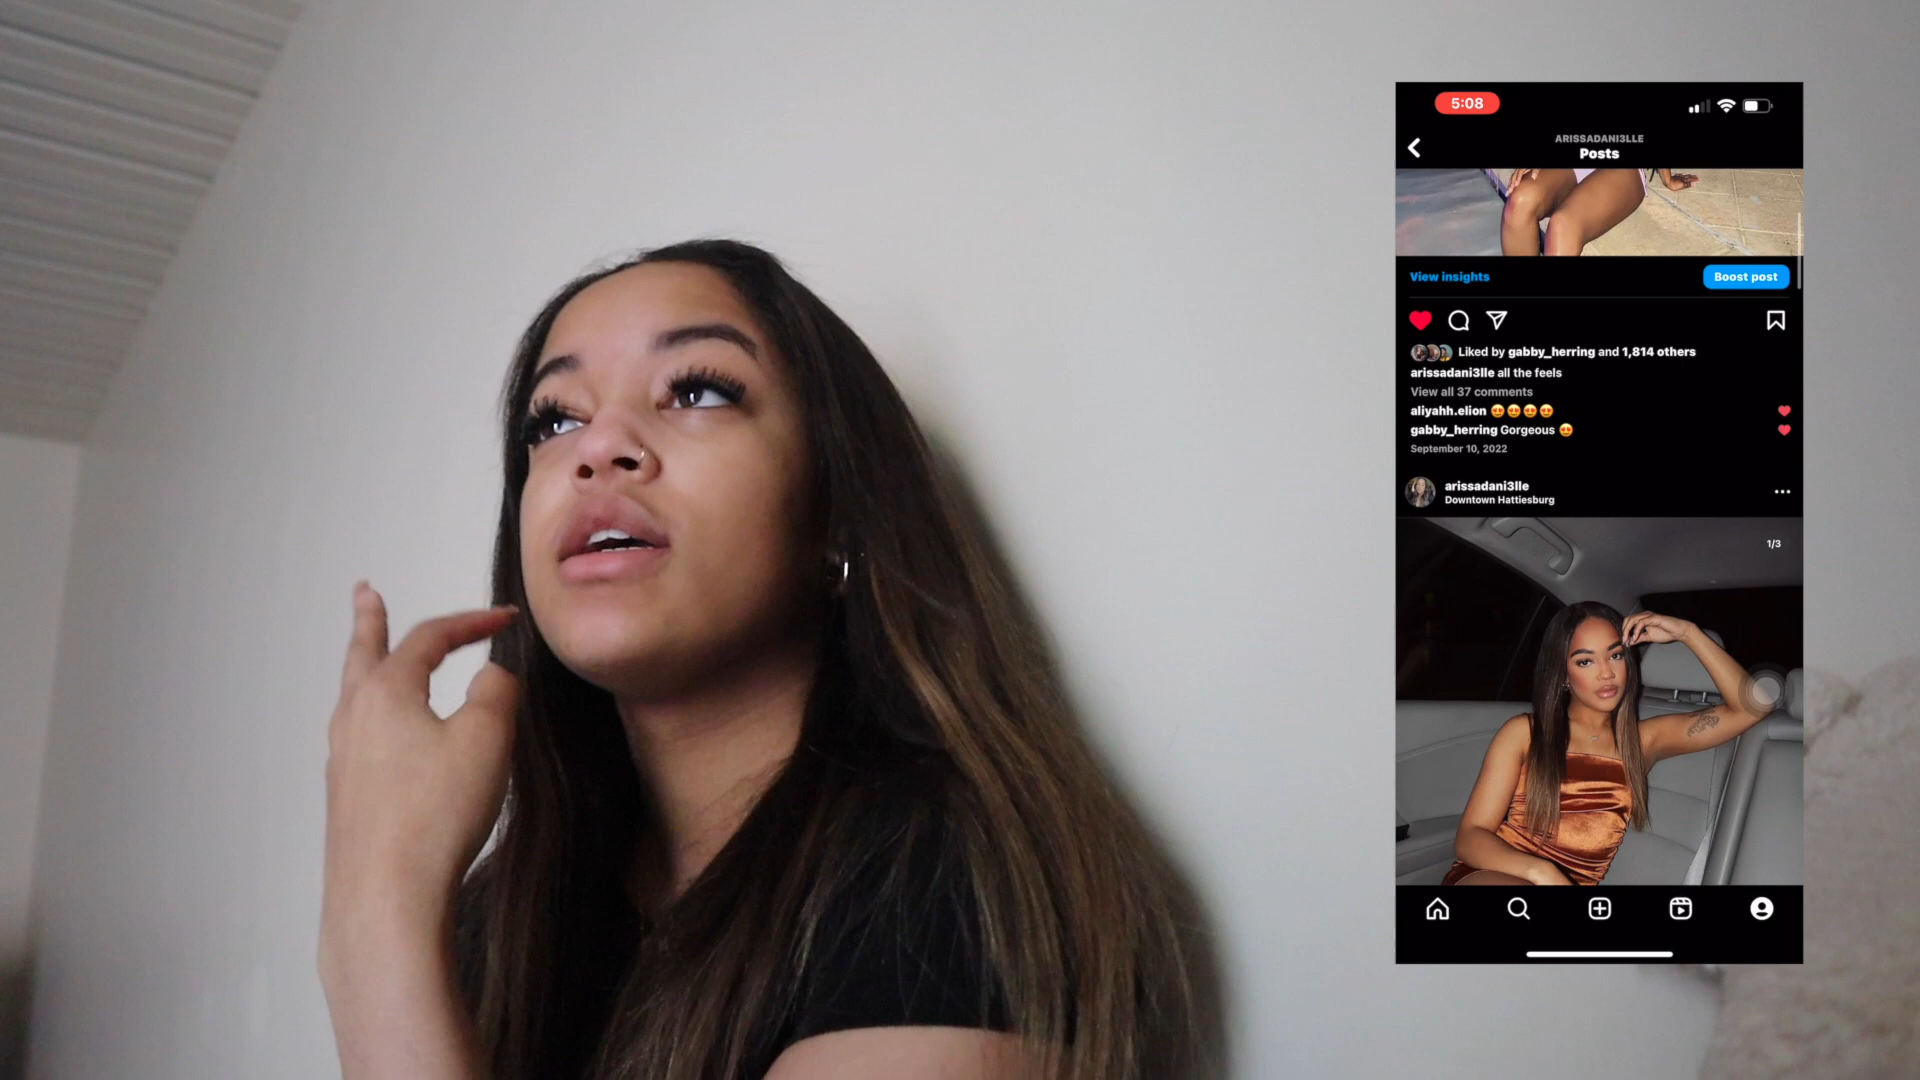 5:08
ARISSADANI3LLE
Posts
View insights
Boost post
Liked by gabby_herring and 1,814 others
arissadani3lle all the feels
View all 37 comments
aliyahh.elion 😍😍😍😍
gabby_herring Gorgeous 😍
September 10, 2022
arissadani3lle
Downtown Hattiesburg
1/3